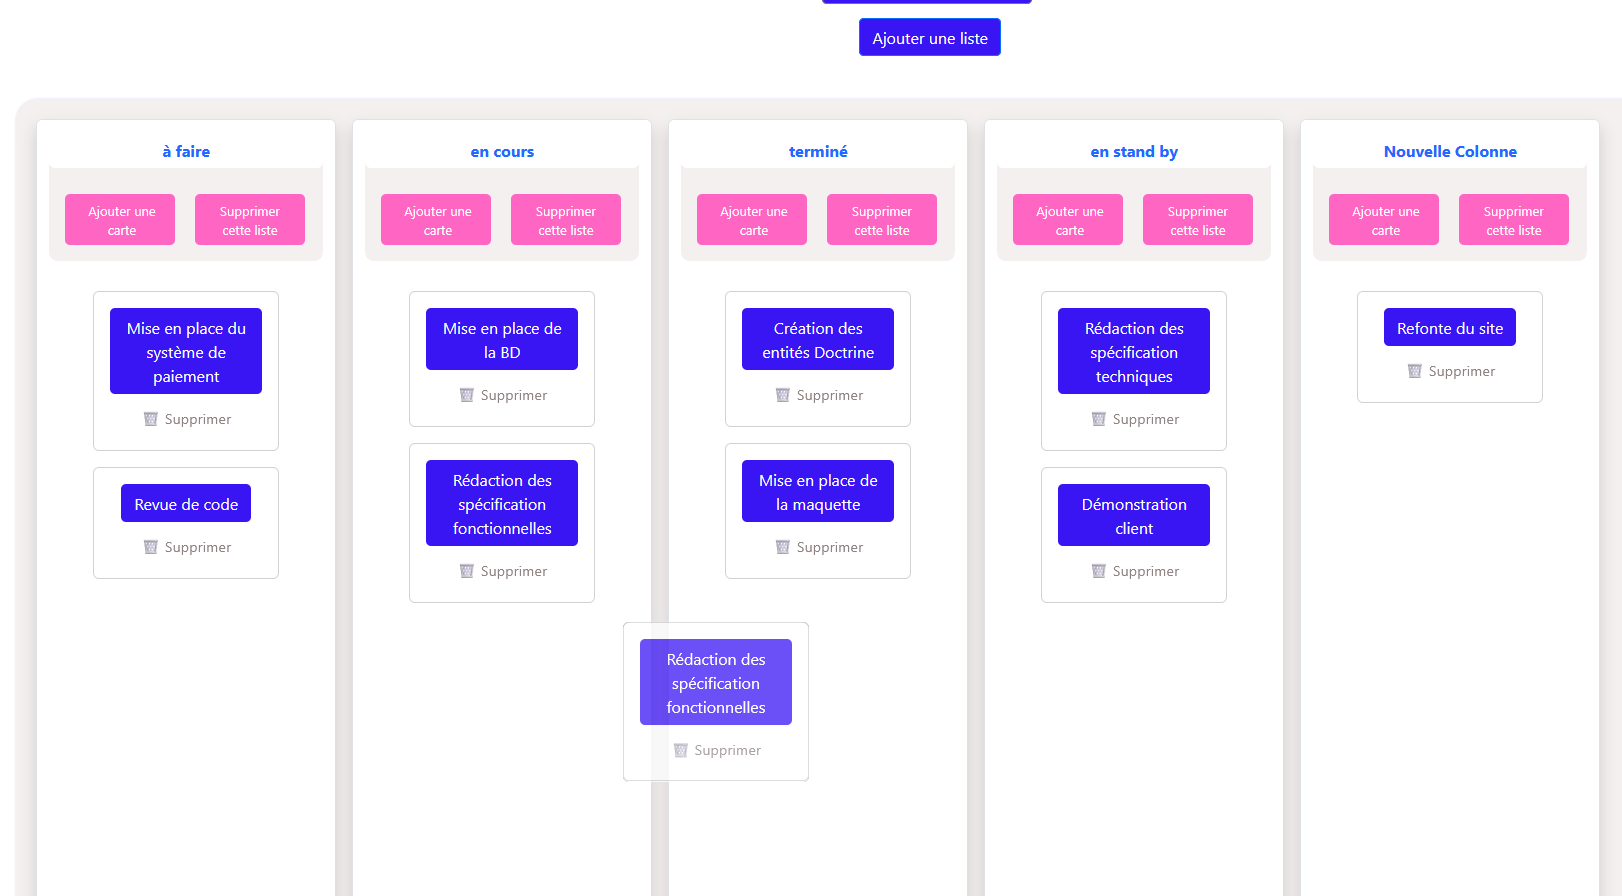 Ajouter une liste
à faire
Ajouter une
carte
Supprimer
cette liste
Mise en place du
système de
paiement
Supprimer
Revue de code
Supprimer
en cours
Ajouter une
carte
Supprimer
cette liste
Mise en place de
la BD
Supprimer
Rédaction des
spécification
fonctionnelles
Supprimer
terminé
Ajouter une
carte
Supprimer
cette liste
Création des
entités Doctrine
Supprimer
Mise en place de
la maquette
Supprimer
Rédaction des
spécification
fonctionnelles
Supprimer
en stand by
Ajouter une
carte
Supprimer
cette liste
Rédaction des
spécification
techniques
Supprimer
Démonstration
client
Supprimer
Nouvelle Colonne
Ajouter une
carte
Supprimer
cette liste
Refonte du site
Supprimer